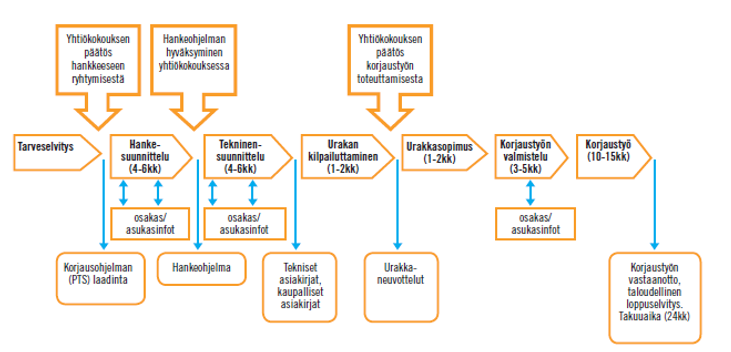 Yhtiökokouksen
päätös
hankkeeseen
ryhtymisestä
Hankeohjelman
hyväksyminen
yhtiökokouksessa
Yhtiökokouksen
päätös
korjaustyön
toteuttamisesta
Tarveselvitys
Hanke-
suunnittelu
(4-6kk)
Tekninen-
suunnittelu
(4-6kk)
Urakan
kilpailuttaminen
(1-2kk)
Urakkasopimus
(1-2kk)
Korjaustyön
valmistelu
(3-5kk)
Korjaustyö
(10-15kk)
osakas/
asukasinfot
osakas/
asukasinfot
osakas/
asukasinfot
Korjausohjelman
(PTS) laadinta
Hankeohjelma
Tekniset
asiakirjat,
kaupalliset
asiakirjat
Urakka-
neuvottelut
Korjaustyön
vastaanotto,
taloudellinen
loppuselvitys.
Takuuaika (24kk)